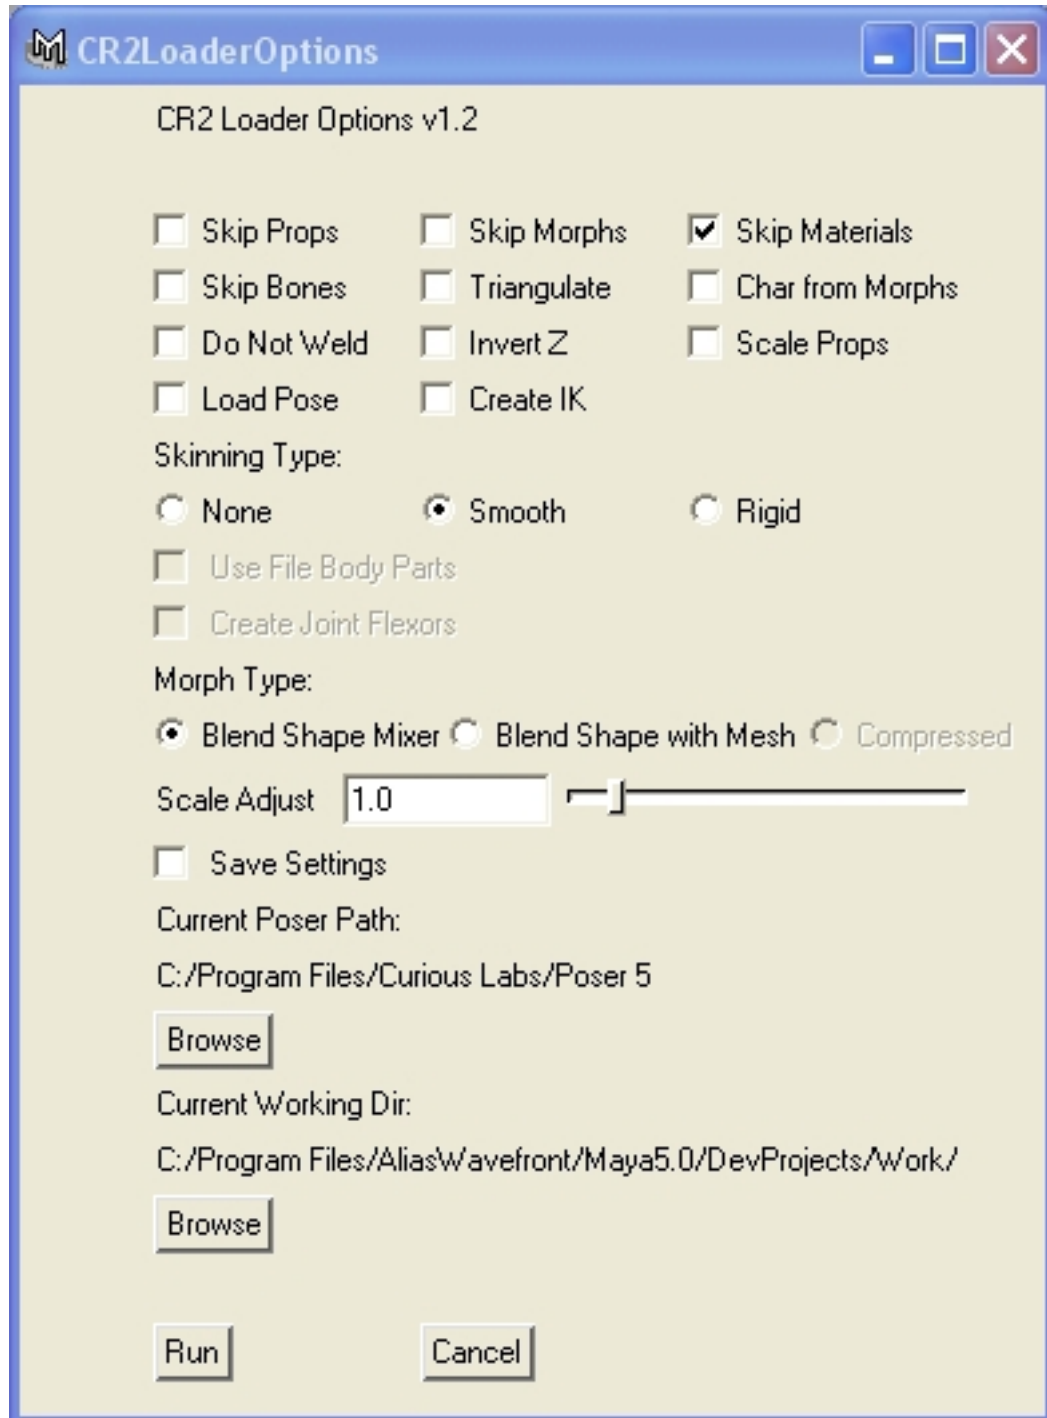 CR2LoaderOptions
CR2 Loader Options v1.2
Skip Props Skip Morphs Skip Materials
Skip Bones Triangulate Char from Morphs
Do Not Weld Invert Z Scale Props
Load Pose Create IK
Skinning Type:
None Smooth Rigid
Use File Body Parts
Create Joint Flexors
Morph Type:
Blend Shape Mixer Blend Shape with Mesh Compressed
Scale Adjust 1.0
Save Settings
Current Poser Path:
C:/Program Files/Curious Labs/Poser 5
Browse
Current Working Dir:
C:/Program Files/AliasWavefront/Maya5.0/DevProjects/Work/
Browse
Run Cancel